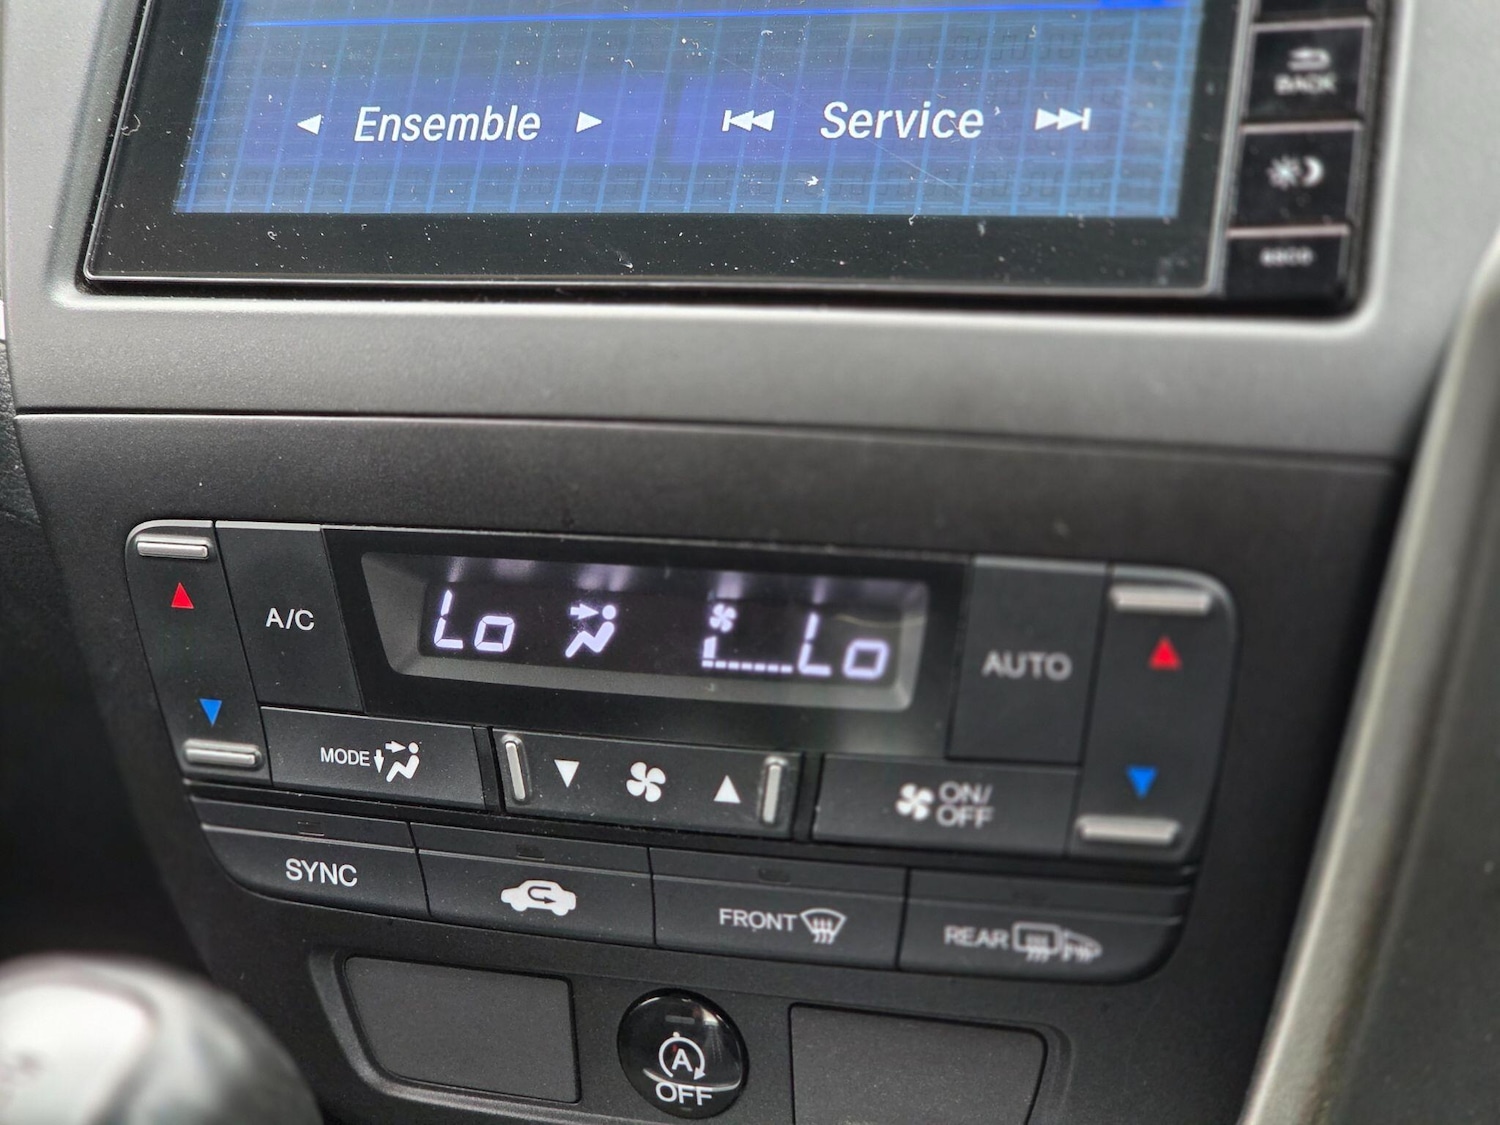 Ensemble
Service
BACK
A/C
Lo
Lo
AUTO
MODE
ON/
OFF
SYNC
FRONT
REAR
A
OFF